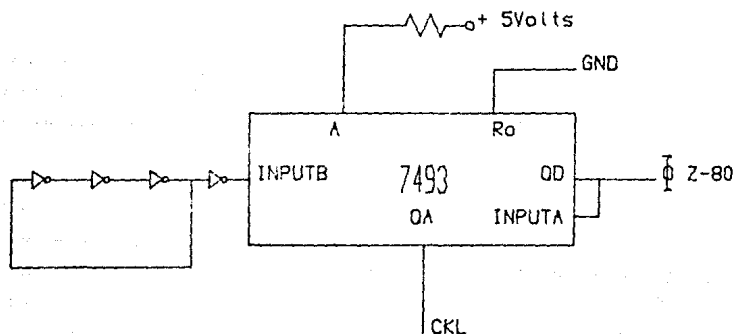 + 5Volts
GND
A
Ro
INPUTB
7493
QD
Φ Z-80
QA
INPUTA
CKL